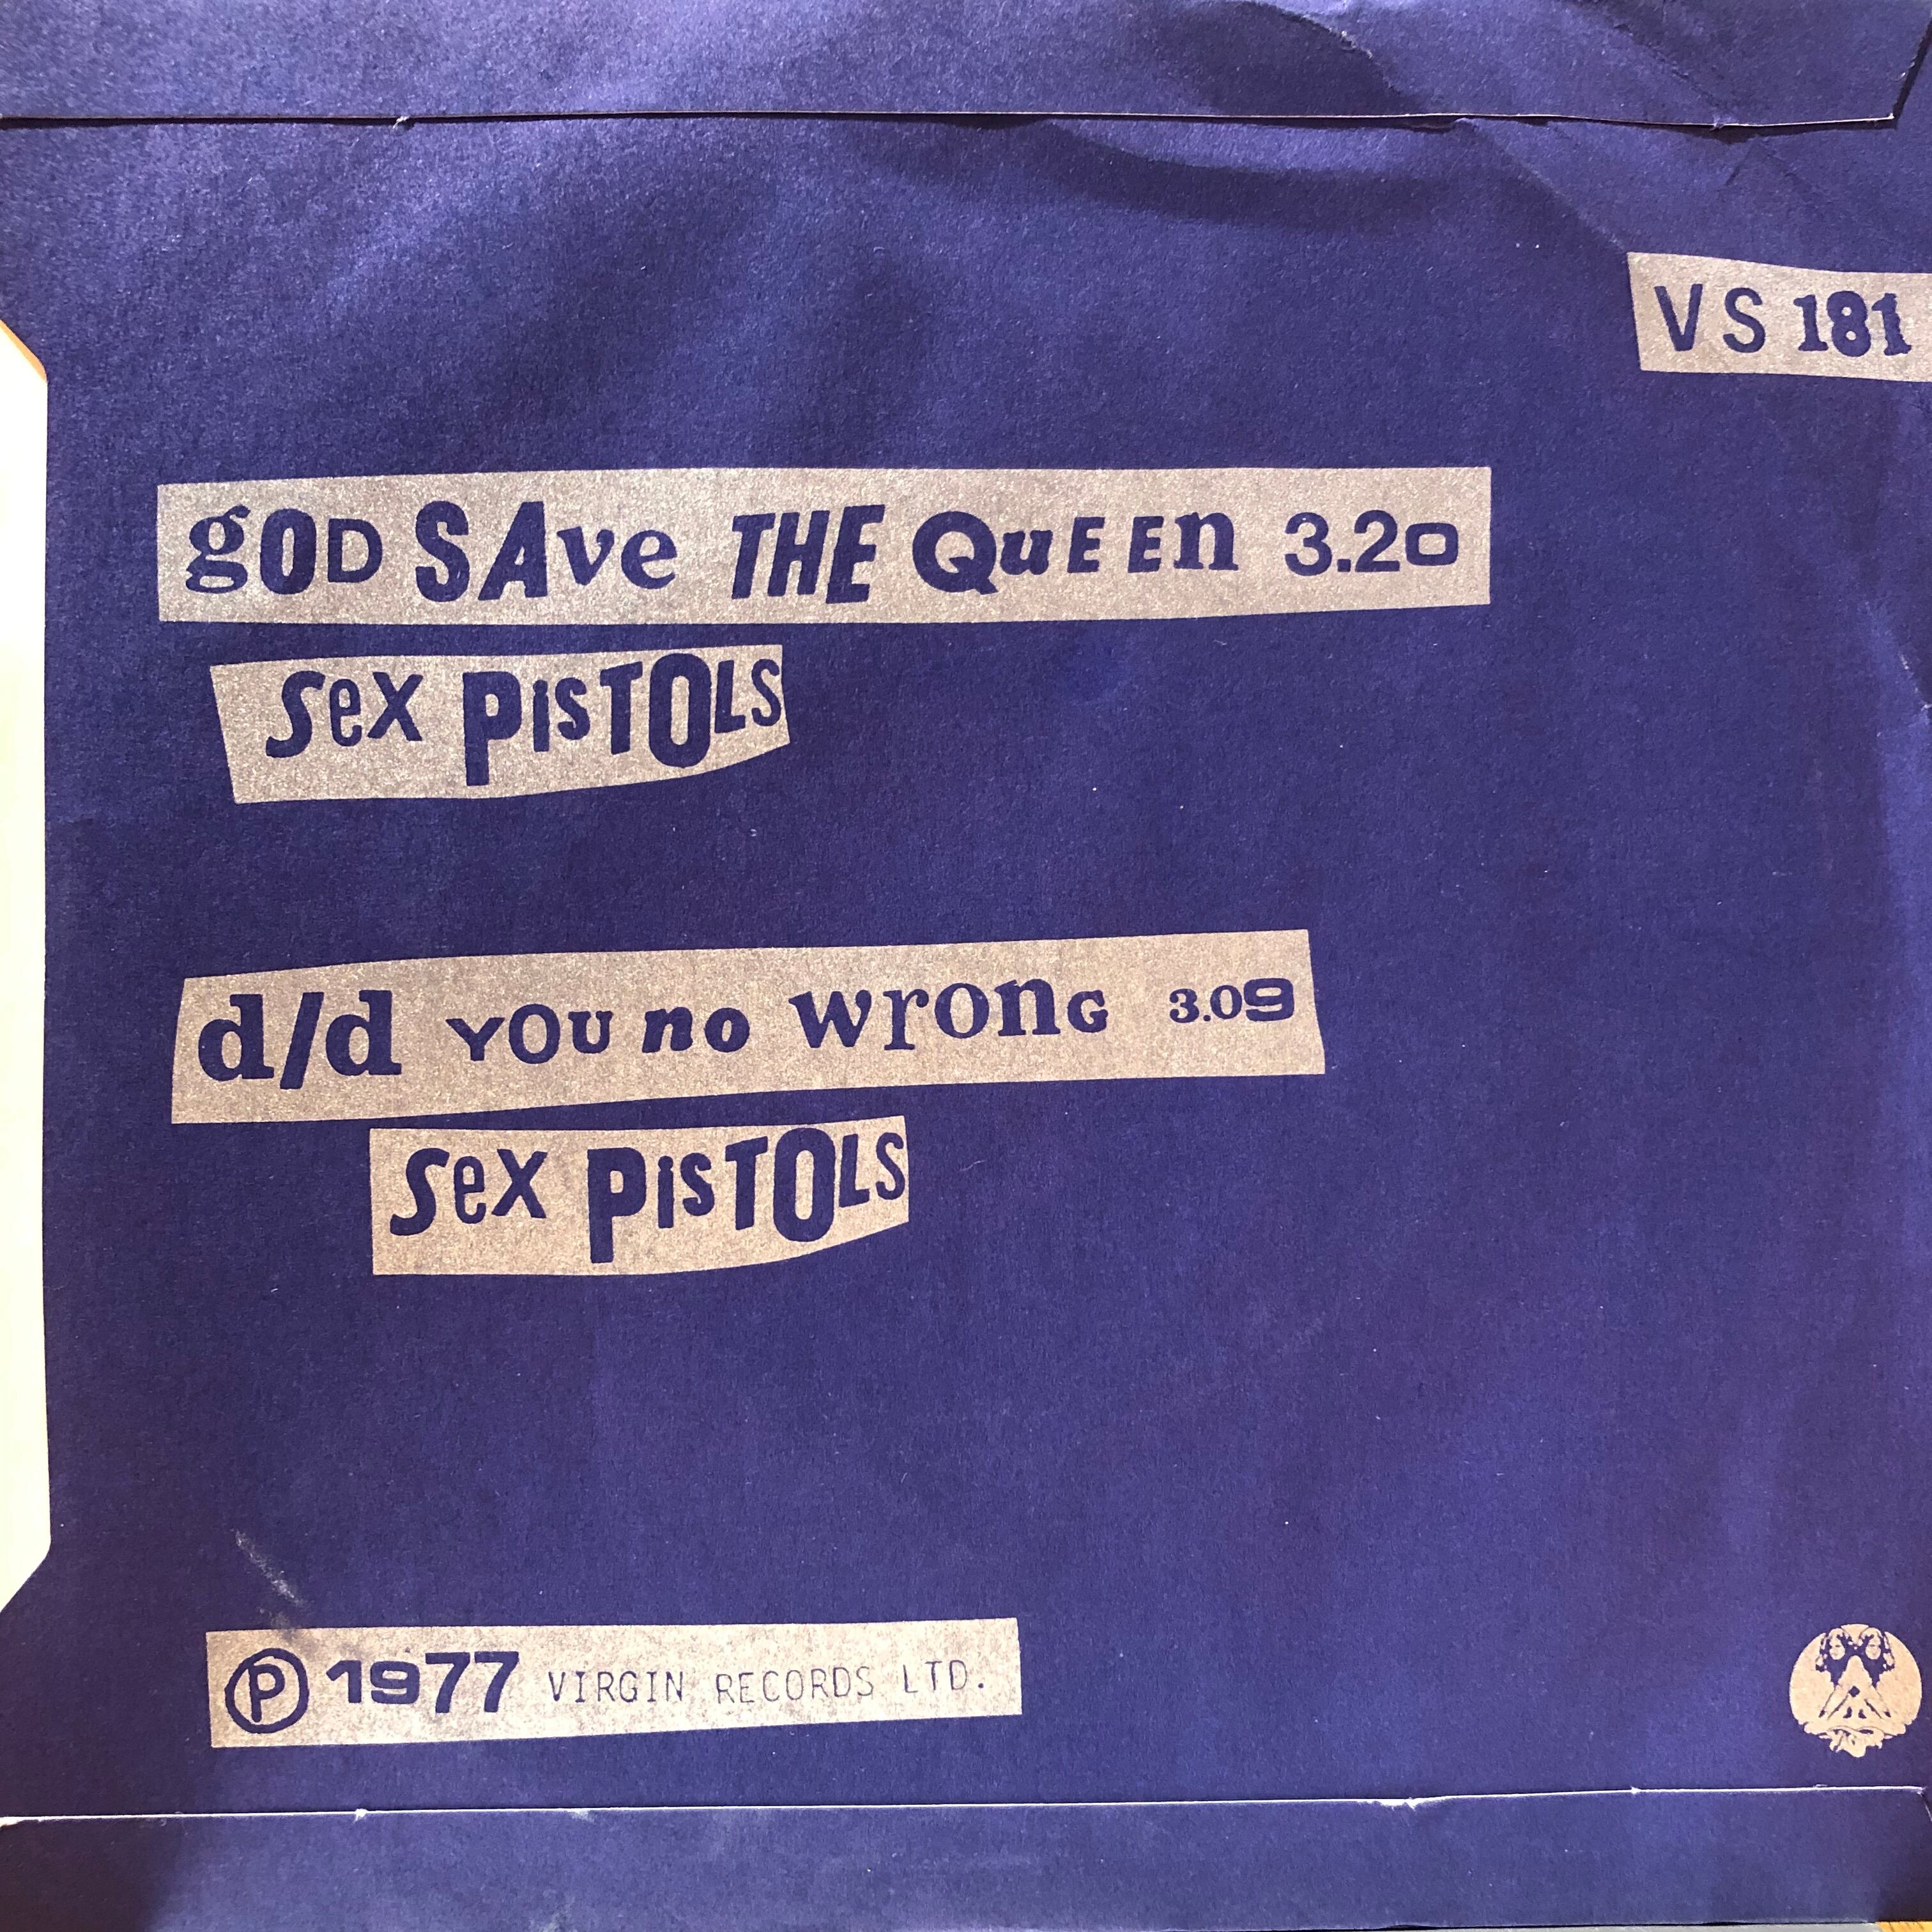 VS 181
gOD SAve THE QuEEn 3.20
sex PisTOLS
d/d YOU no wronG 3.09
sex PisTOLS
℗ 1977 VIRGIN RECORDS LTD.